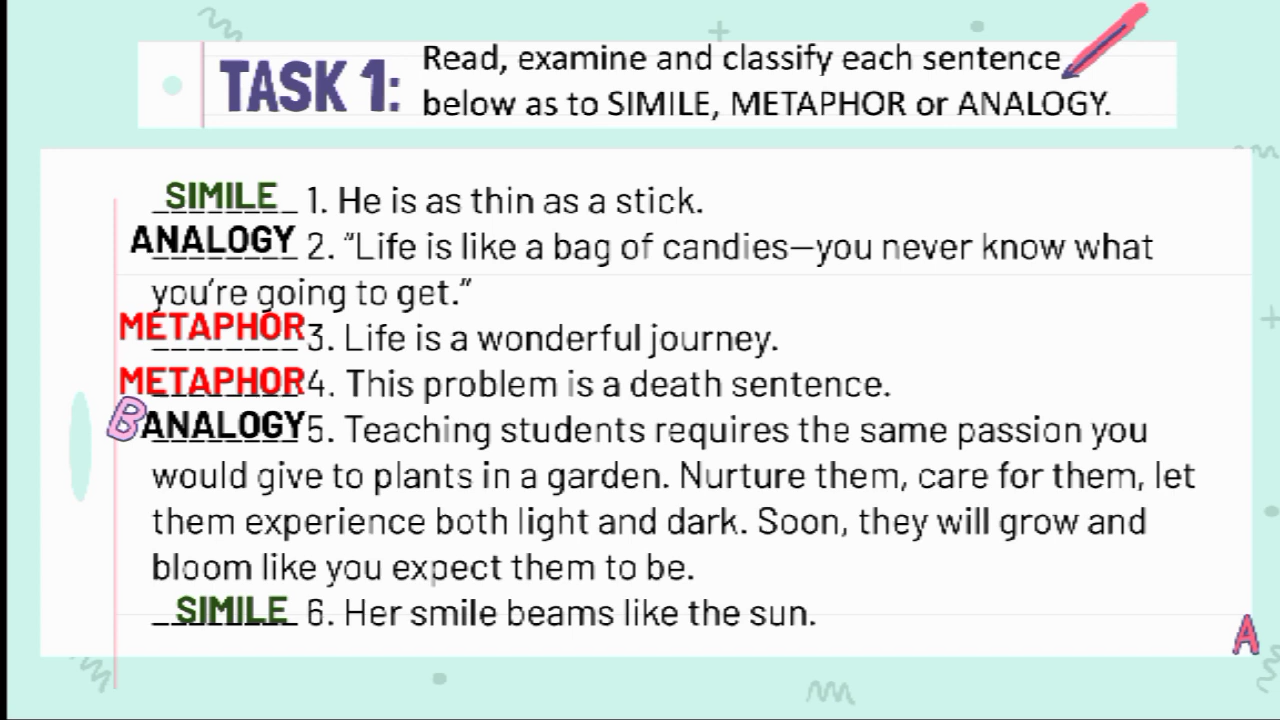 TASK 1: Read, examine and classify each sentence
below as to SIMILE, METAPHOR or ANALOGY.
SIMILE 1. He is as thin as a stick.
ANALOGY 2. “Life is like a bag of candies—you never know what
you’re going to get.”
METAPHOR 3. Life is a wonderful journey.
METAPHOR 4. This problem is a death sentence.
B ANALOGY 5. Teaching students requires the same passion you
would give to plants in a garden. Nurture them, care for them, let
them experience both light and dark. Soon, they will grow and
bloom like you expect them to be.
SIMILE 6. Her smile beams like the sun.
A